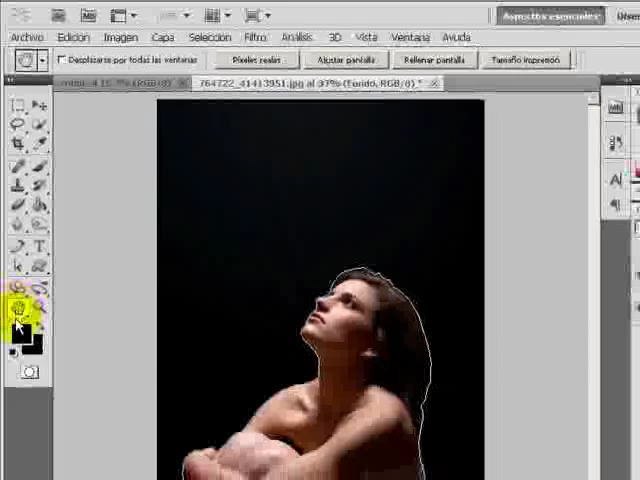 Mb
Aspectos esenciales
Archivo Edición Imagen Capa Selección Filtro Análisis 3D Vista Ventana Ayuda
Desplazarse por todas las ventanas Píxeles reales Ajustar pantalla Rellenar pantalla Tamaño impresión
764722_41413951.jpg al 37% (Fondo, RGB/8) *
T
A